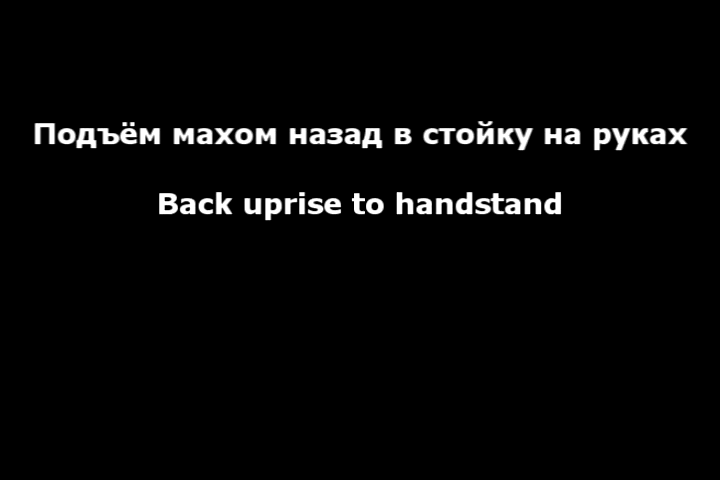 Подъём махом назад в стойку на руках
Back uprise to handstand